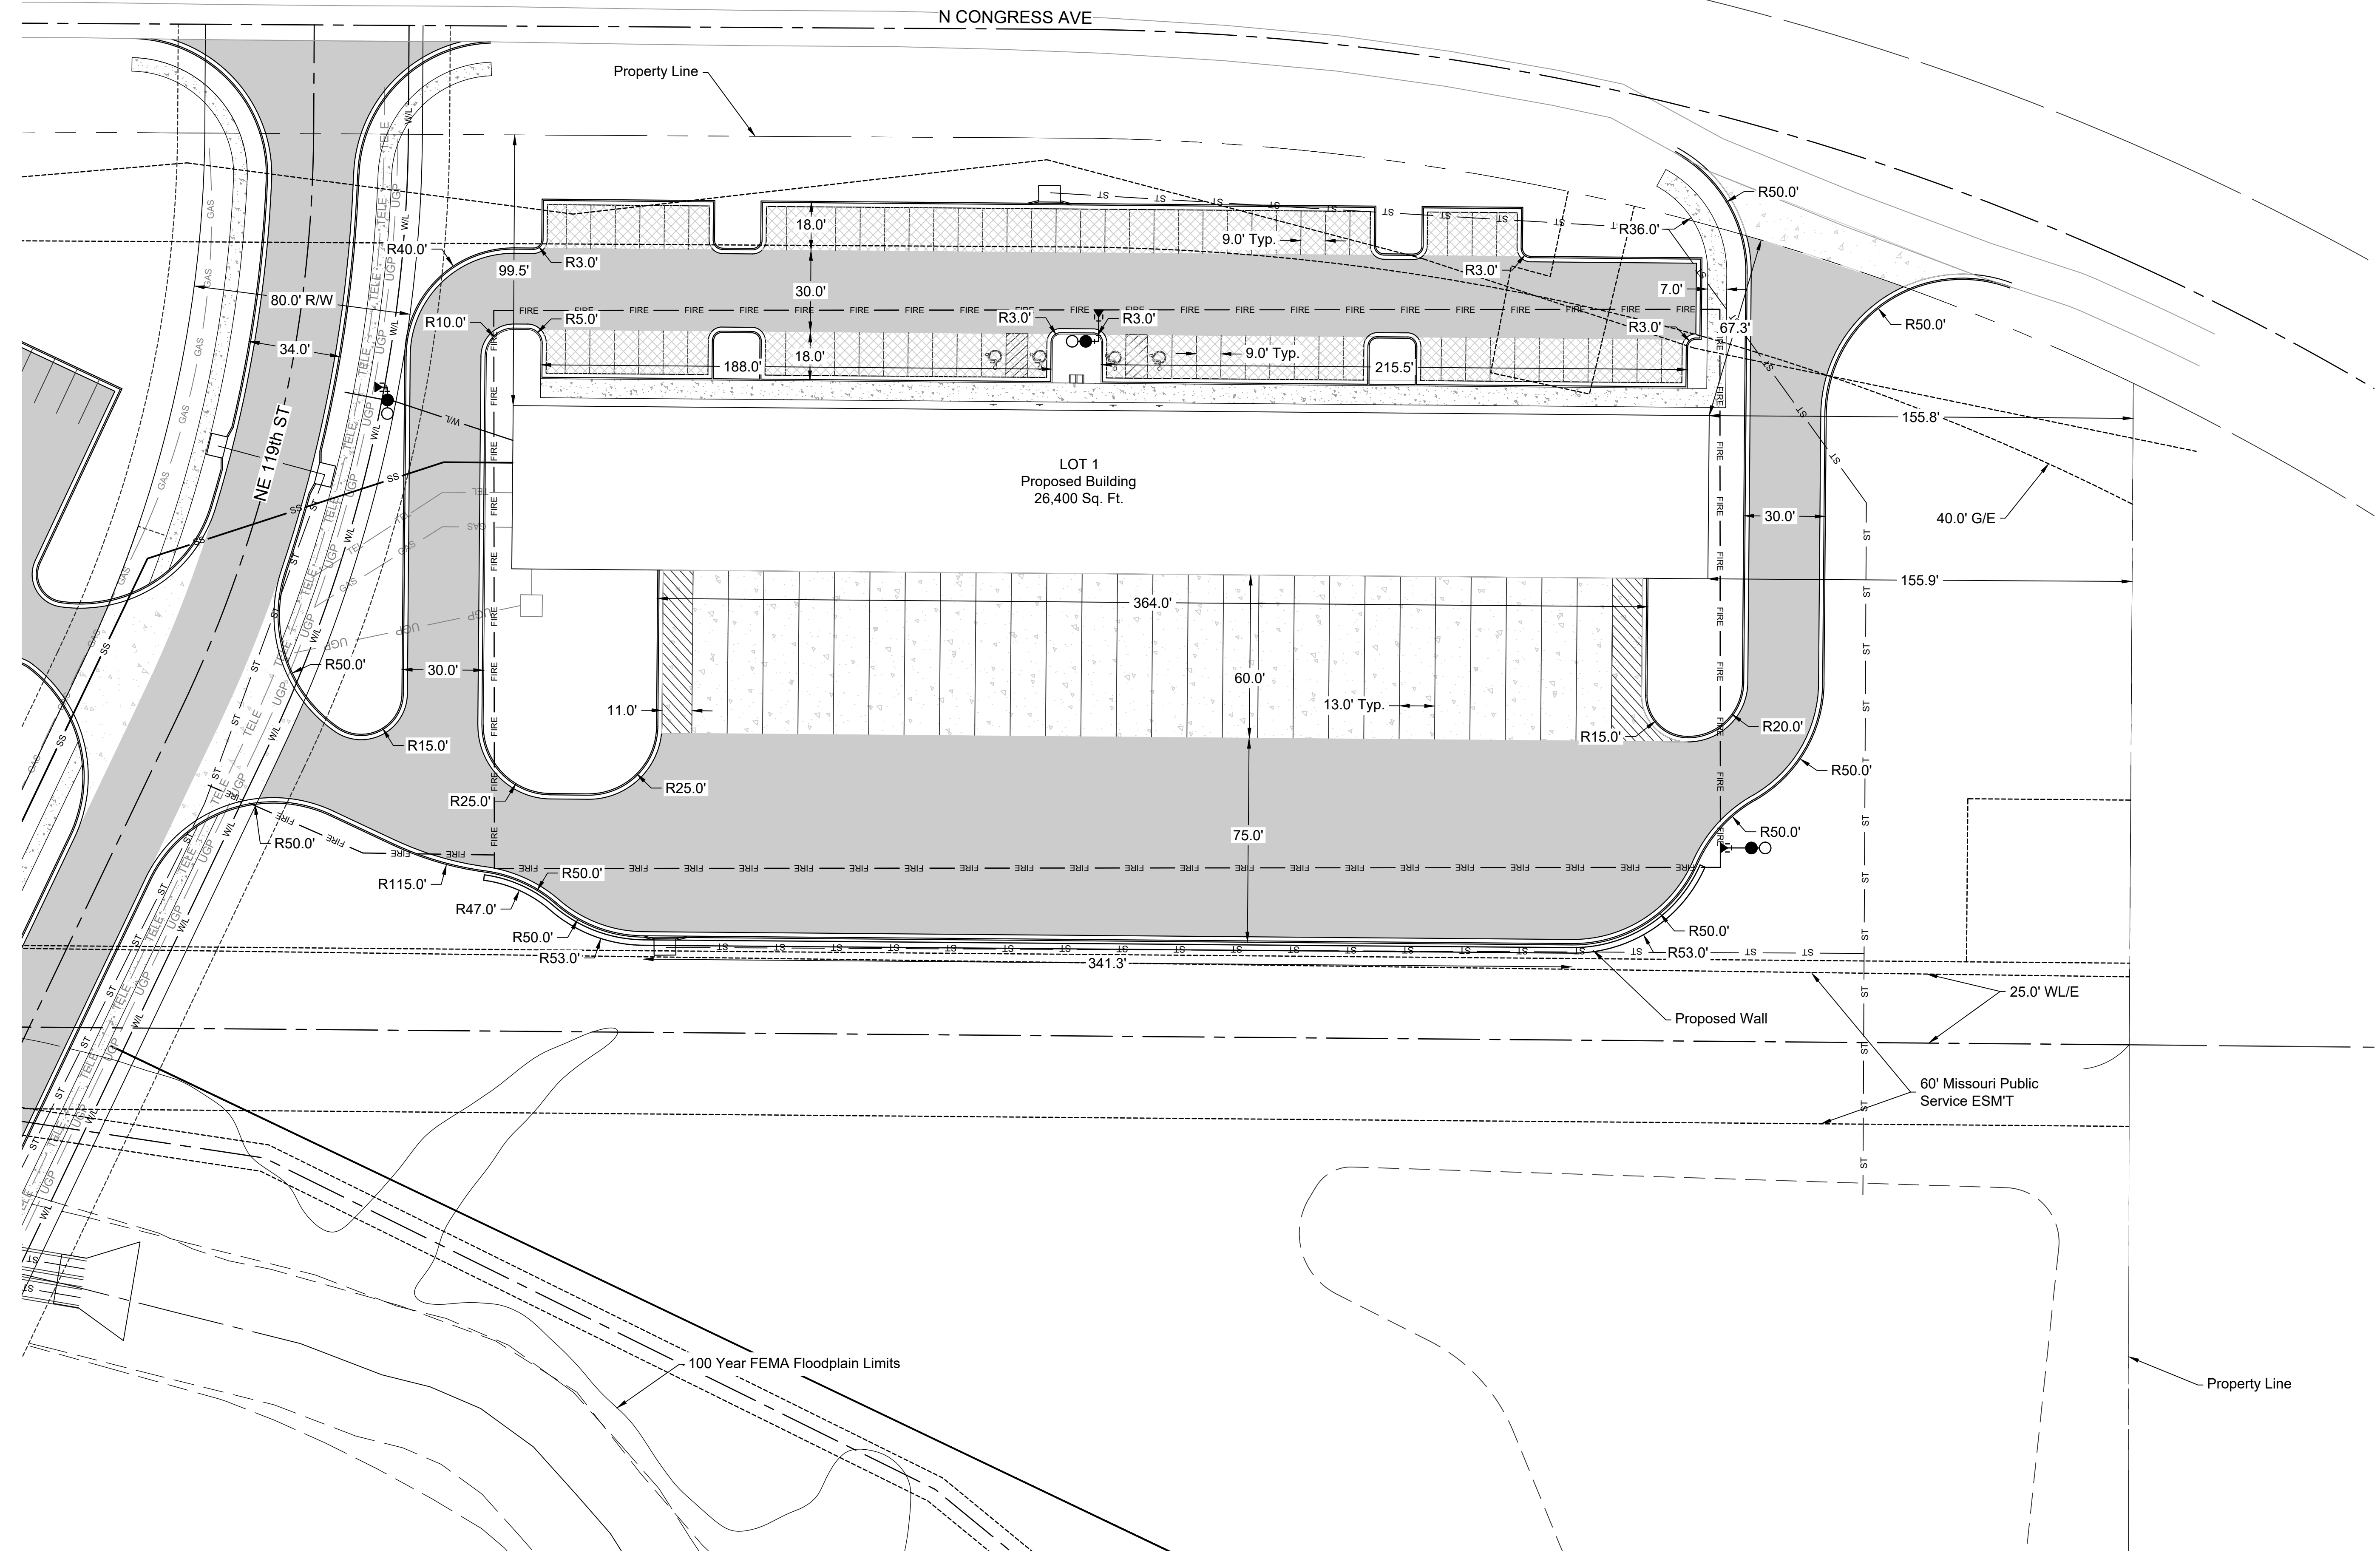 N CONGRESS AVE
Property Line
R50.0'
R36.0'
18.0'
9.0' Typ.
R40.0'
R3.0'
R3.0'
99.5'
80.0' R/W
30.0'
7.0'
R10.0'
R5.0'
R3.0'
R3.0'
R3.0'
67.3'
R50.0'
34.0'
18.0'
9.0' Typ.
188.0'
215.5'
155.8'
NE 119th ST
LOT 1
Proposed Building
26,400 Sq. Ft.
30.0'
40.0' G/E
155.9'
364.0'
R50.0'
30.0'
60.0'
11.0'
13.0' Typ.
R15.0'
R15.0'
R20.0'
R50.0'
R25.0'
R25.0'
75.0'
R50.0'
R50.0'
R115.0'
R50.0'
R47.0'
R50.0'
R53.0'
R50.0'
R53.0'
341.3'
25.0' WL/E
Proposed Wall
60' Missouri Public
Service ESM'T
100 Year FEMA Floodplain Limits
Property Line
GAS
TELE
UGP
W/L
FIRE
ST
SS
TEL